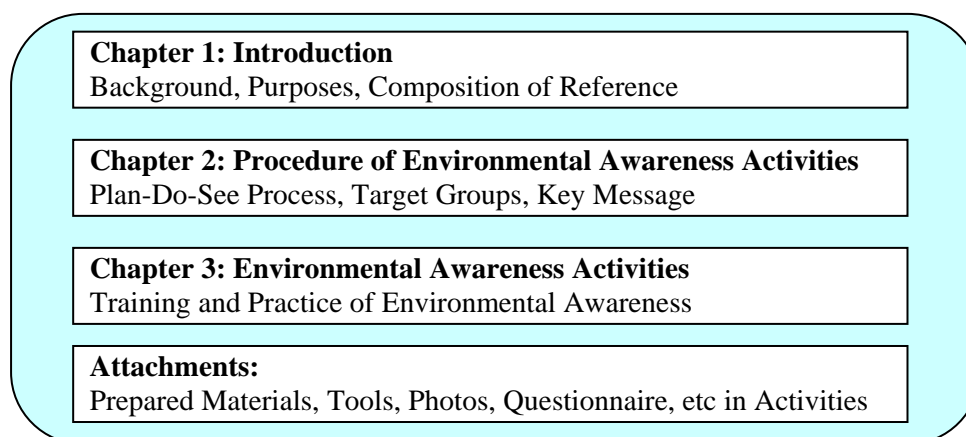 Chapter 1: Introduction
Background, Purposes, Composition of Reference
Chapter 2: Procedure of Environmental Awareness Activities
Plan-Do-See Process, Target Groups, Key Message
Chapter 3: Environmental Awareness Activities
Training and Practice of Environmental Awareness
Attachments:
Prepared Materials, Tools, Photos, Questionnaire, etc in Activities